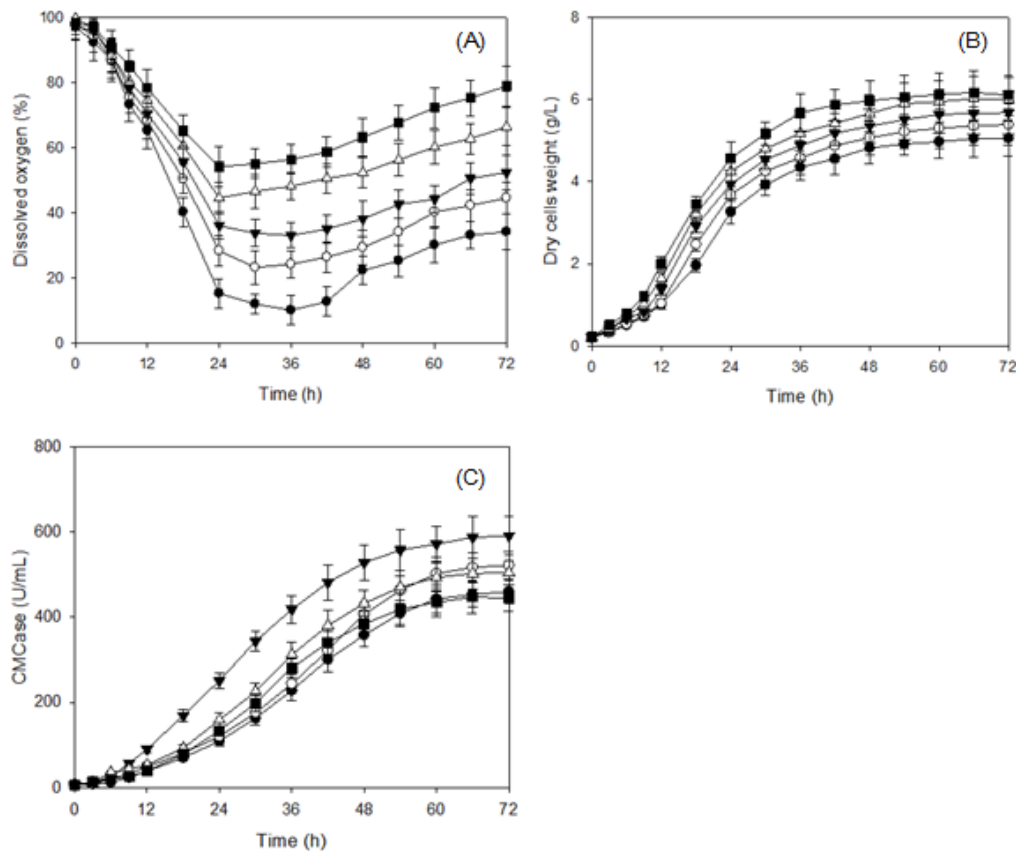 (A)
Dissolved oxygen (%)
100
80
60
40
20
0
0 12 24 36 48 60 72
Time (h)
(B)
Dry cells weight (g/L)
8
6
4
2
0
0 12 24 36 48 60 72
Time (h)
(C)
CMCase (U/mL)
800
600
400
200
0
0 12 24 36 48 60 72
Time (h)